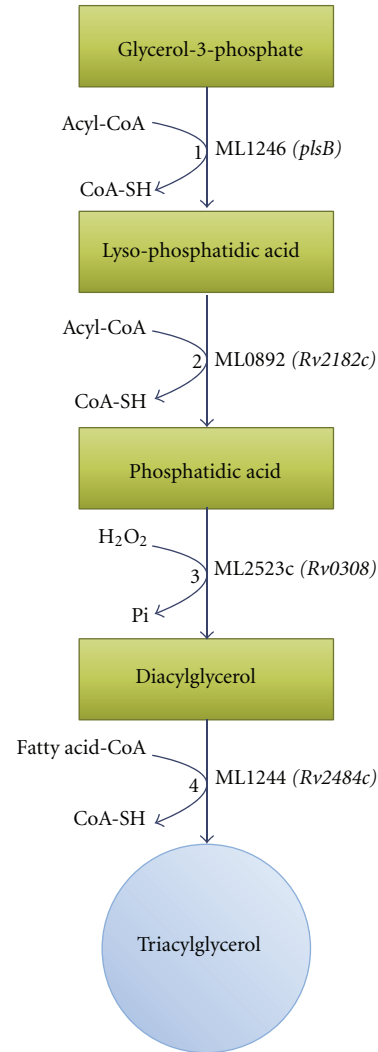 Glycerol-3-phosphate
Acyl-CoA
1
ML1246 (plsB)
CoA-SH
Lyso-phosphatidic acid
Acyl-CoA
2
ML0892 (Rv2182c)
CoA-SH
Phosphatidic acid
H₂O₂
3
ML2523c (Rv0308)
Pi
Diacylglycerol
Fatty acid-CoA
4
ML1244 (Rv2484c)
CoA-SH
Triacylglycerol